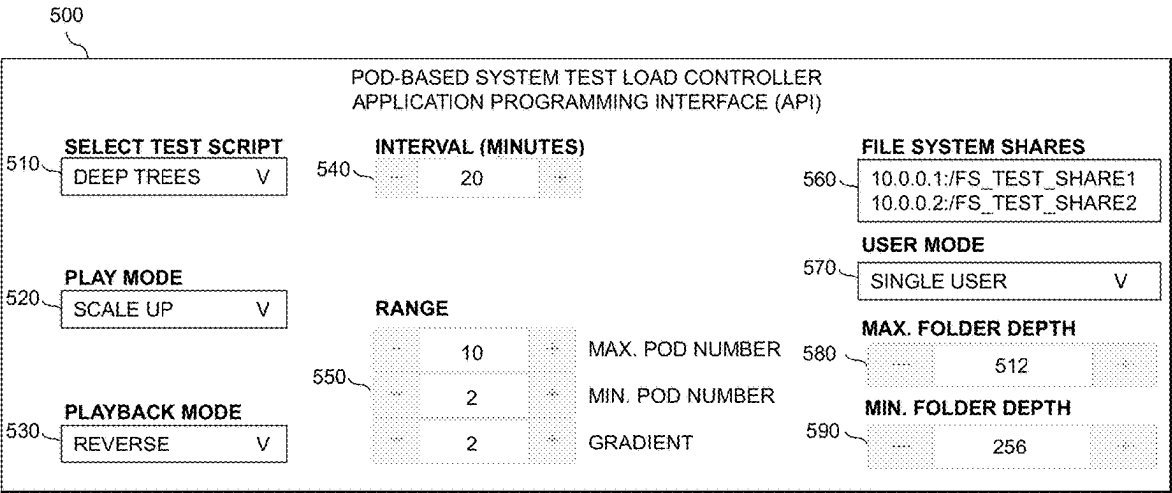 500
POD-BASED SYSTEM TEST LOAD CONTROLLER
APPLICATION PROGRAMMING INTERFACE (API)
SELECT TEST SCRIPT
510
DEEP TREES V
PLAY MODE
520
SCALE UP V
PLAYBACK MODE
530
REVERSE V
INTERVAL (MINUTES)
540
- 20 +
RANGE
550
- 10 + MAX. POD NUMBER
- 2 + MIN. POD NUMBER
- 2 + GRADIENT
FILE SYSTEM SHARES
560
10.0.0.1:/FS_TEST_SHARE1
10.0.0.2:/FS_TEST_SHARE2
USER MODE
570
SINGLE USER V
MAX. FOLDER DEPTH
580
- 512 +
MIN. FOLDER DEPTH
590
- 256 +